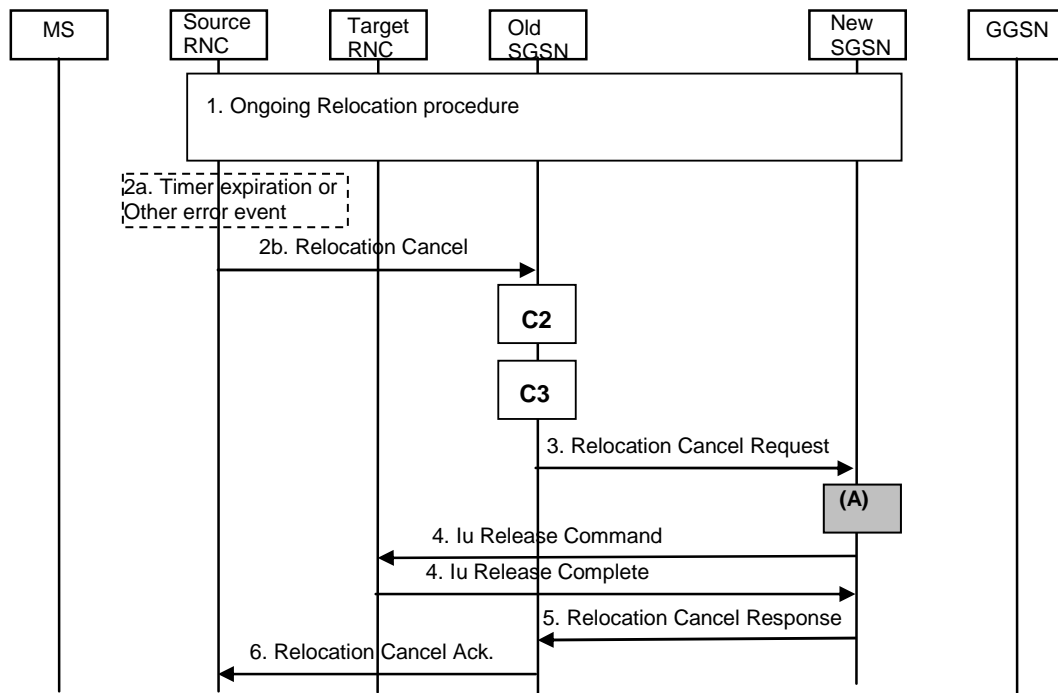 MS
Source
RNC
Target
RNC
Old
SGSN
New
SGSN
GGSN
1. Ongoing Relocation procedure
2a. Timer expiration or
Other error event
2b. Relocation Cancel
C2
C3
3. Relocation Cancel Request
(A)
4. Iu Release Command
4. Iu Release Complete
5. Relocation Cancel Response
6. Relocation Cancel Ack.